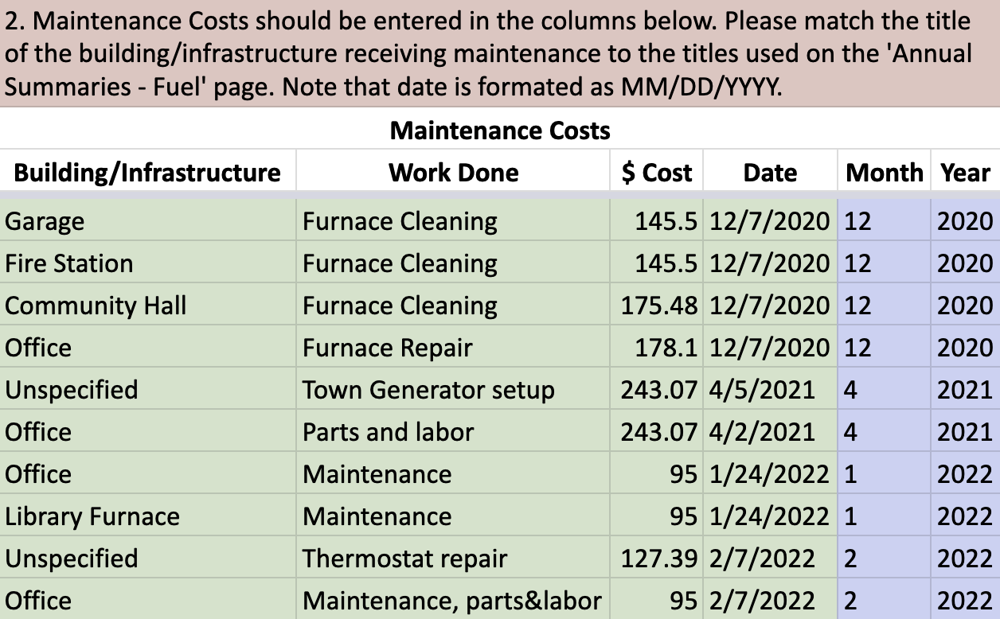 2. Maintenance Costs should be entered in the columns below. Please match the title
of the building/infrastructure receiving maintenance to the titles used on the 'Annual
Summaries - Fuel' page. Note that date is formated as MM/DD/YYYY.
Maintenance Costs
Building/Infrastructure Work Done $ Cost Date Month Year
Garage Furnace Cleaning 145.5 12/7/2020 12 2020
Fire Station Furnace Cleaning 145.5 12/7/2020 12 2020
Community Hall Furnace Cleaning 175.48 12/7/2020 12 2020
Office Furnace Repair 178.1 12/7/2020 12 2020
Unspecified Town Generator setup 243.07 4/5/2021 4 2021
Office Parts and labor 243.07 4/2/2021 4 2021
Office Maintenance 95 1/24/2022 1 2022
Library Furnace Maintenance 95 1/24/2022 1 2022
Unspecified Thermostat repair 127.39 2/7/2022 2 2022
Office Maintenance, parts&labor 95 2/7/2022 2 2022